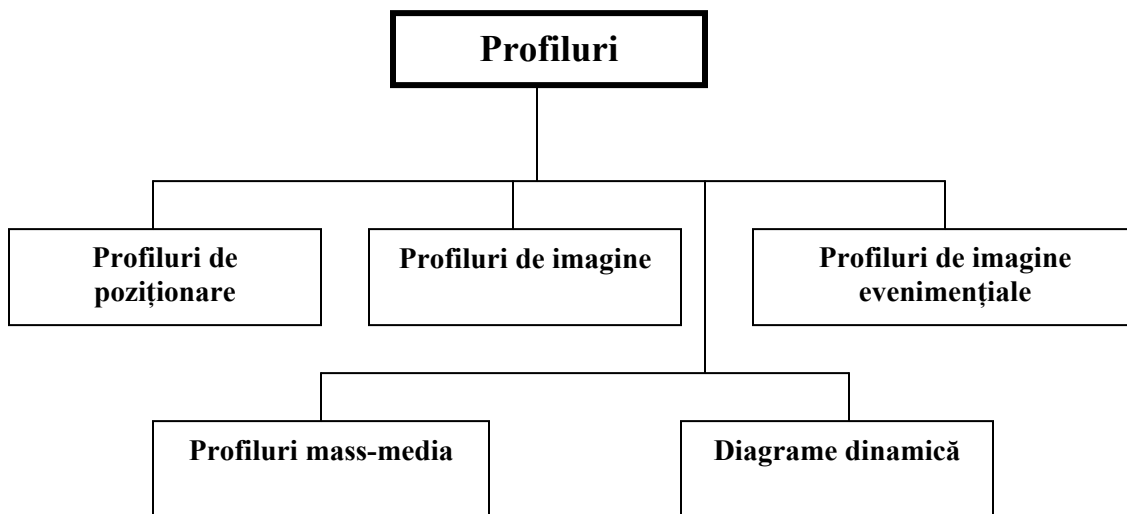 Profiluri
Profiluri de
poziționare
Profiluri de imagine
Profiluri de imagine
evenimențiale
Profiluri mass-media
Diagrame dinamică